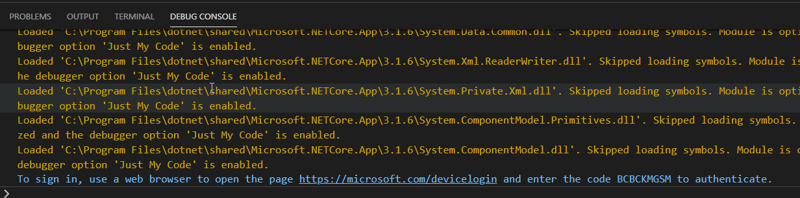 PROBLEMS OUTPUT TERMINAL DEBUG CONSOLE
Loaded 'C:\Program Files\dotnet\shared\Microsoft.NETCore.App\3.1.6\System.Data.Common.dll'. Skipped loading symbols. Module is opti
bugger option 'Just My Code' is enabled.
Loaded 'C:\Program Files\dotnet\shared\Microsoft.NETCore.App\3.1.6\System.Xml.ReaderWriter.dll'. Skipped loading symbols. Module is
he debugger option 'Just My Code' is enabled.
Loaded 'C:\Program Files\dotnet\shared\Microsoft.NETCore.App\3.1.6\System.Private.Xml.dll'. Skipped loading symbols. Module is opti
bugger option 'Just My Code' is enabled.
Loaded 'C:\Program Files\dotnet\shared\Microsoft.NETCore.App\3.1.6\System.ComponentModel.Primitives.dll'. Skipped loading symbols.
zed and the debugger option 'Just My Code' is enabled.
Loaded 'C:\Program Files\dotnet\shared\Microsoft.NETCore.App\3.1.6\System.ComponentModel.dll'. Skipped loading symbols. Module is o
debugger option 'Just My Code' is enabled.
To sign in, use a web browser to open the page https://microsoft.com/devicelogin and enter the code BCBCKMGSM to authenticate.